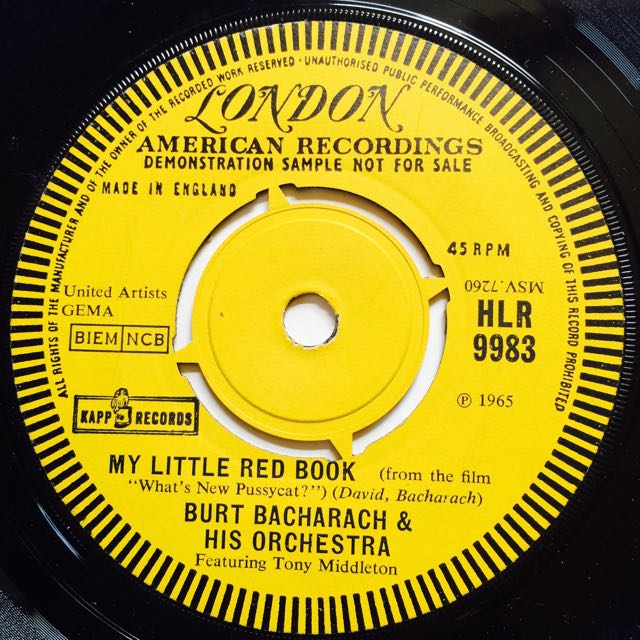 ALL RIGHTS OF THE MANUFACTURER AND OF THE OWNER OF THE RECORDED WORK RESERVED · UNAUTHORISED PUBLIC PERFORMANCE BROADCASTING AND COPYING OF THIS RECORD PROHIBITED
LONDON
AMERICAN RECORDINGS
DEMONSTRATION SAMPLE NOT FOR SALE
MADE IN ENGLAND
45 RPM
MSV.7260
HLR
9983
United Artists
GEMA
BIEM NCB
KAPP RECORDS
℗ 1965
MY LITTLE RED BOOK (from the film
"What's New Pussycat?") (David, Bacharach)
BURT BACHARACH &
HIS ORCHESTRA
Featuring Tony Middleton